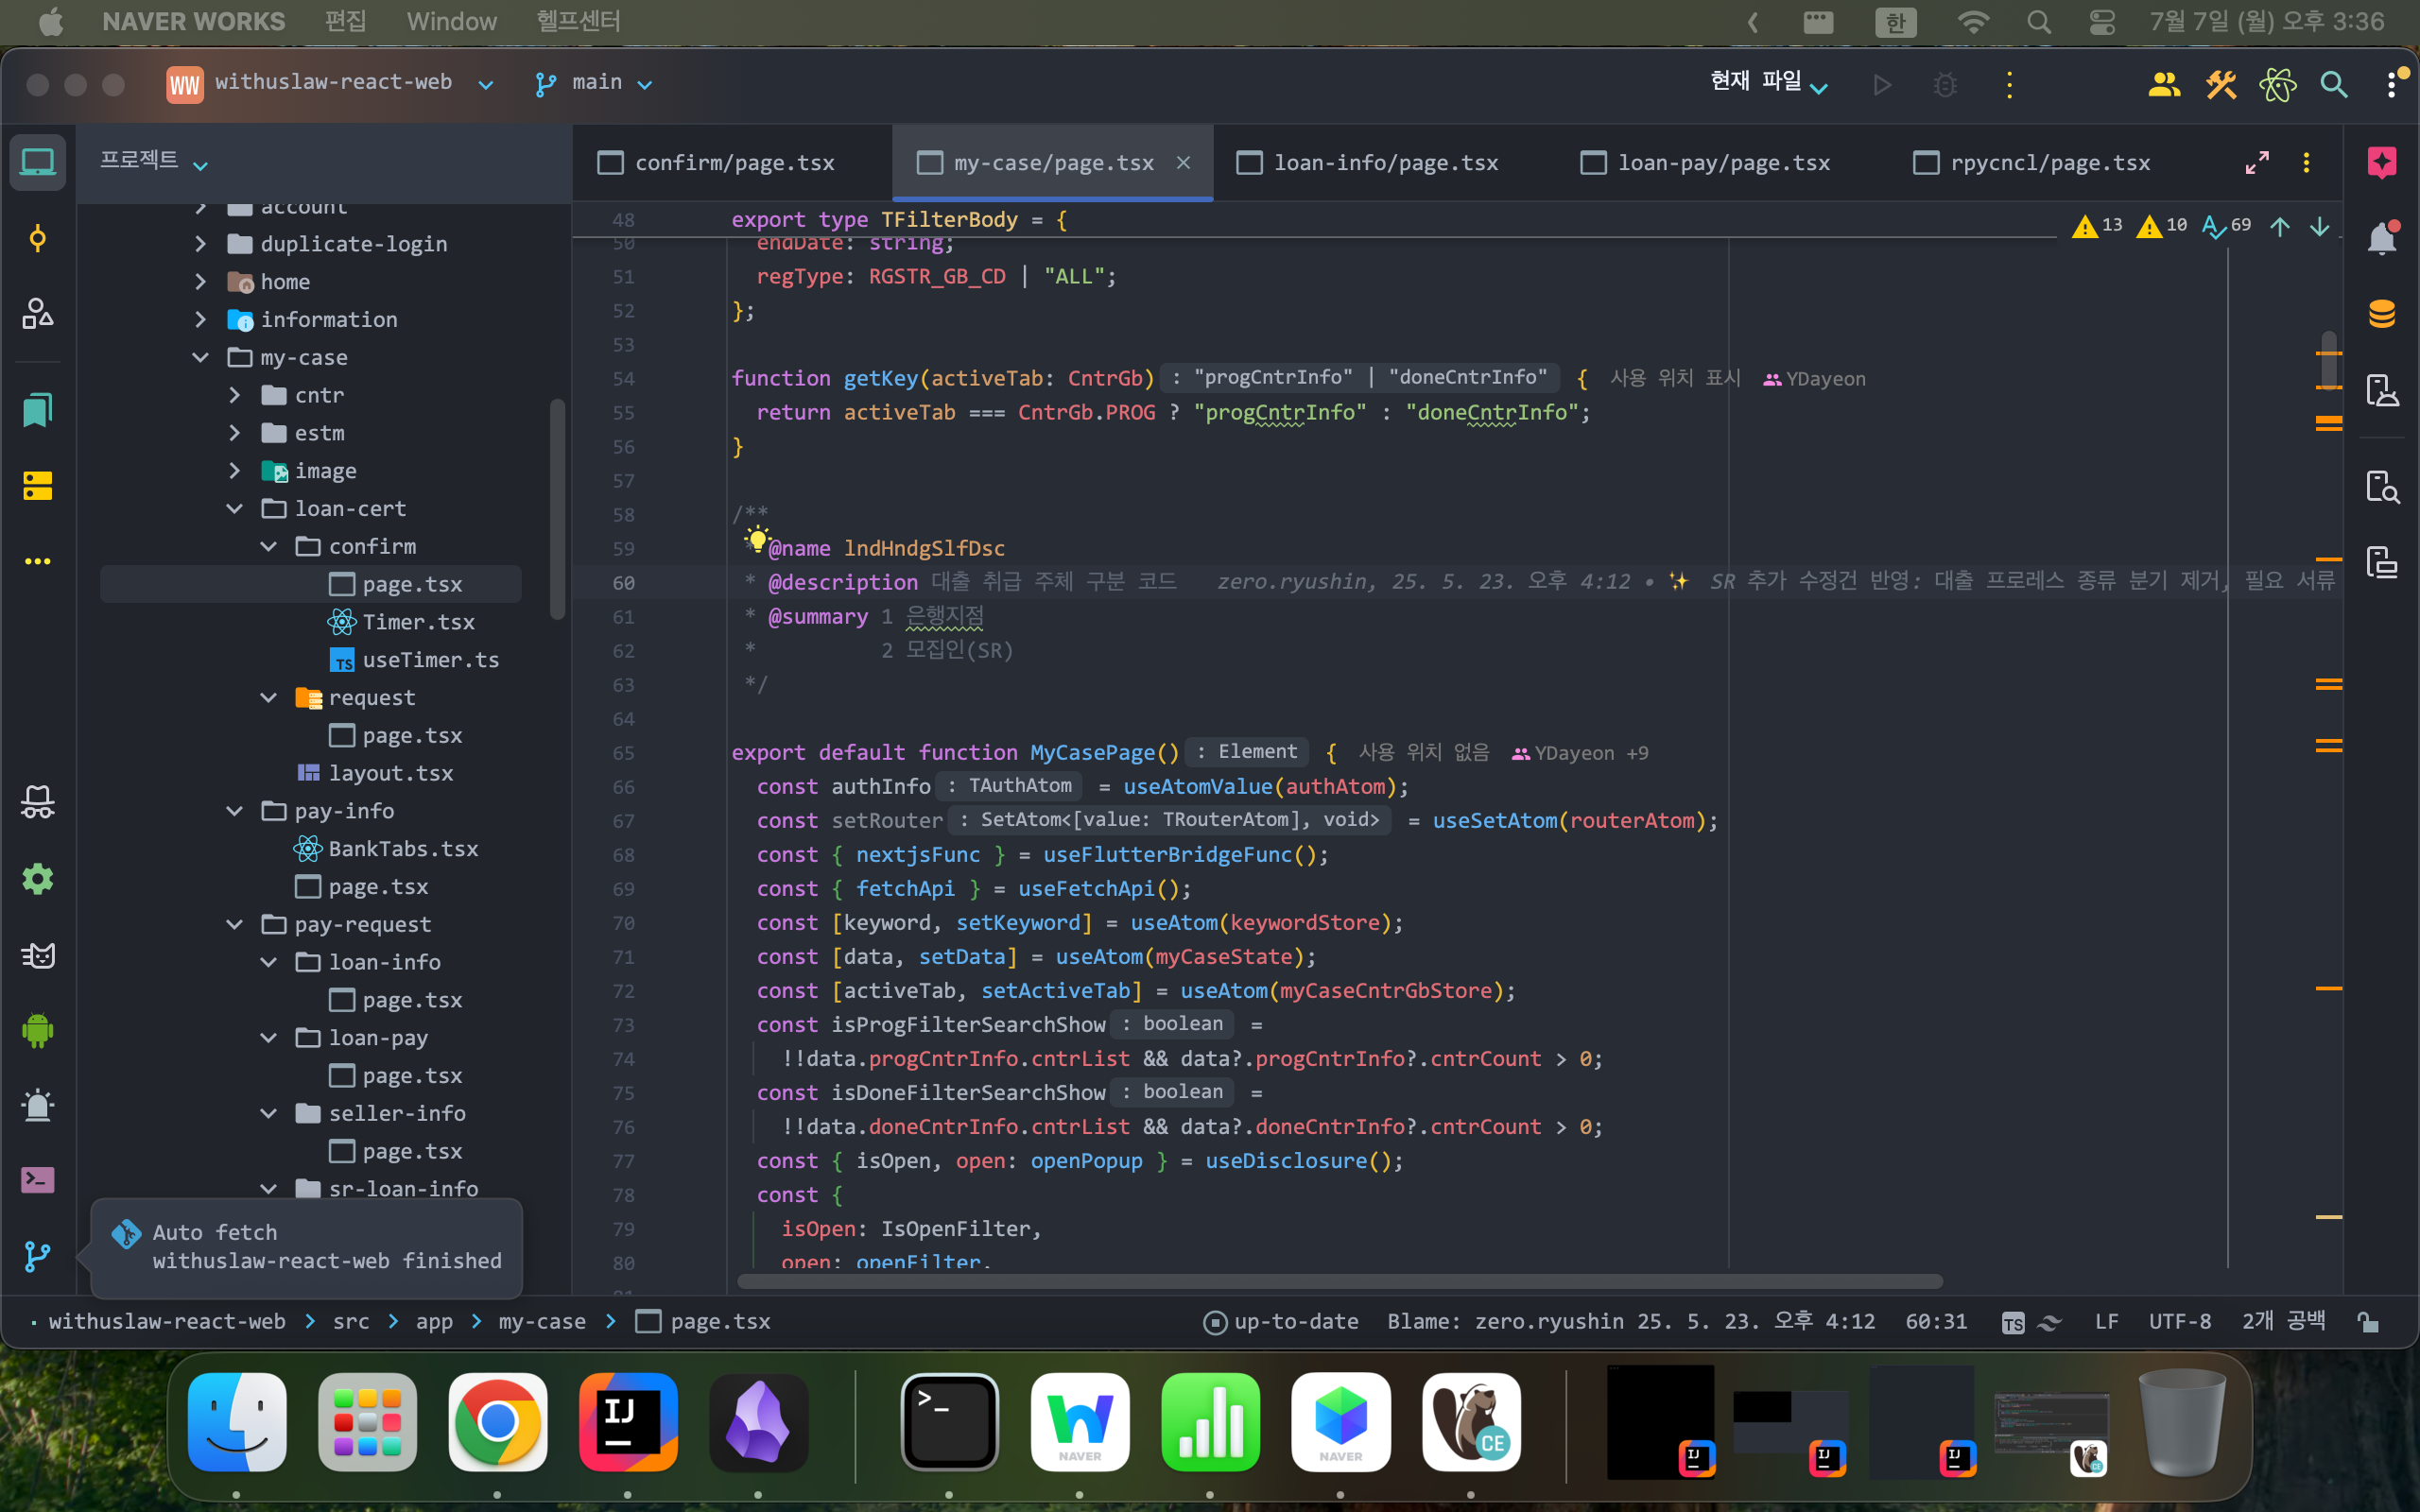 NAVER WORKS 편집 Window 헬프센터
한 7월 7일 (월) 오후 3:36
WW withuslaw-react-web main 현재 파일
프로젝트
confirm/page.tsx my-case/page.tsx loan-info/page.tsx loan-pay/page.tsx rpycncl/page.tsx
account
duplicate-login
home
information
my-case
cntr
estm
image
loan-cert
confirm
page.tsx
Timer.tsx
useTimer.ts
request
page.tsx
layout.tsx
pay-info
BankTabs.tsx
page.tsx
pay-request
loan-info
page.tsx
loan-pay
page.tsx
seller-info
page.tsx
sr-loan-info
Auto fetch
withuslaw-react-web finished
13 10 69
48 export type TFilterBody = {
50 endDate: string;
51 regType: RGSTR_GB_CD | "ALL";
52 };
53
54 function getKey(activeTab: CntrGb) : "progCntrInfo" | "doneCntrInfo" { 사용 위치 표시 YDayeon
55 return activeTab === CntrGb.PROG ? "progCntrInfo" : "doneCntrInfo";
56 }
57
58 /**
59 * @name lndHndgSlfDsc
60 * @description 대출 취급 주체 구분 코드 zero.ryushin, 25. 5. 23. 오후 4:12 • ✨ SR 추가 수정건 반영: 대출 프로레스 종류 분기 제거, 필요 서류
61 * @summary 1 은행지점
62 * 2 모집인(SR)
63 */
64
65 export default function MyCasePage() : Element { 사용 위치 없음 YDayeon +9
66 const authInfo : TAuthAtom = useAtomValue(authAtom);
67 const setRouter : SetAtom<[value: TRouterAtom], void> = useSetAtom(routerAtom);
68 const { nextjsFunc } = useFlutterBridgeFunc();
69 const { fetchApi } = useFetchApi();
70 const [keyword, setKeyword] = useAtom(keywordStore);
71 const [data, setData] = useAtom(myCaseState);
72 const [activeTab, setActiveTab] = useAtom(myCaseCntrGbStore);
73 const isProgFilterSearchShow : boolean =
74 !!data.progCntrInfo.cntrList && data?.progCntrInfo?.cntrCount > 0;
75 const isDoneFilterSearchShow : boolean =
76 !!data.doneCntrInfo.cntrList && data?.doneCntrInfo?.cntrCount > 0;
77 const { isOpen, open: openPopup } = useDisclosure();
78 const {
79 isOpen: IsOpenFilter,
80 open: openFilter,
withuslaw-react-web > src > app > my-case > page.tsx
up-to-date Blame: zero.ryushin 25. 5. 23. 오후 4:12 60:31 TS LF UTF-8 2개 공백
IJ
NAVER
NAVER
CE